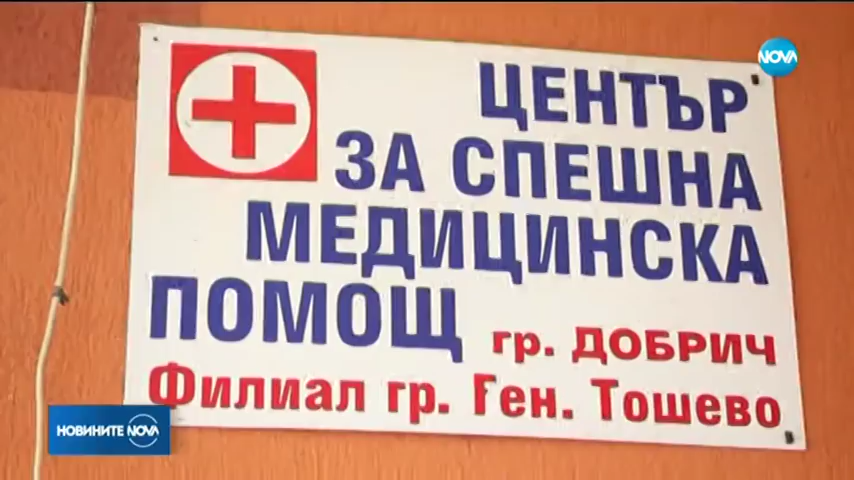 NOVA
ЦЕНТЪР
ЗА СПЕШНА
МЕДИЦИНСКА
ПОМОЩ гр. ДОБРИЧ
Филиал гр. Ген. Тошево
НОВИНИТЕ NOVA